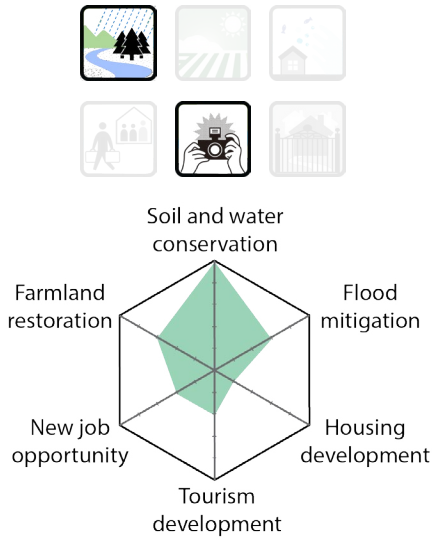 Soil and water
conservation
Farmland
restoration
Flood
mitigation
New job
opportunity
Housing
development
Tourism
development